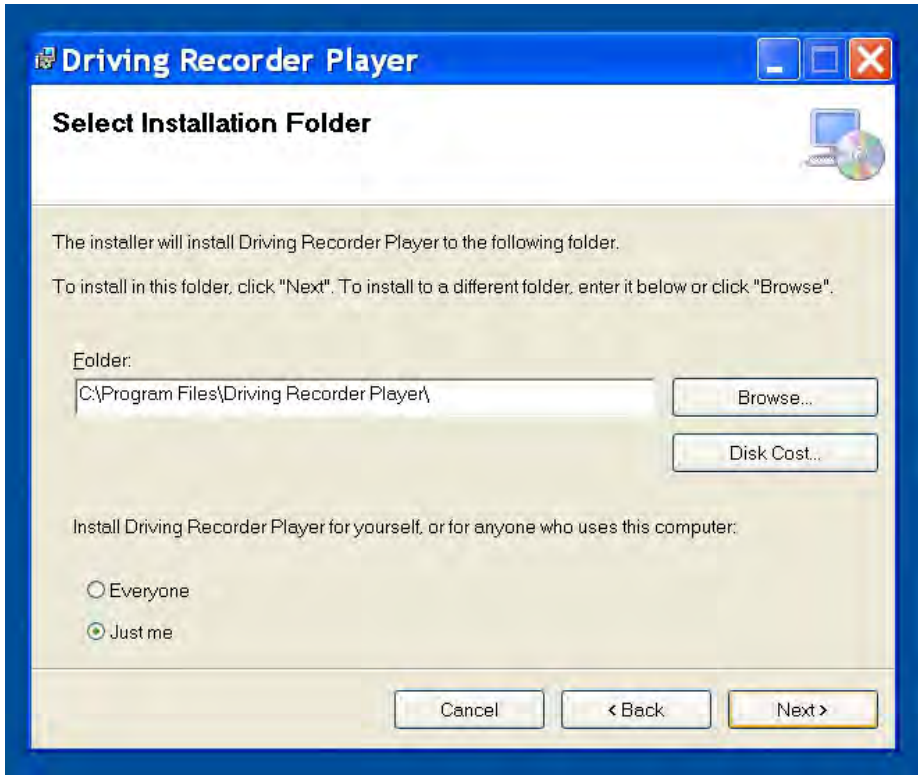 Driving Recorder Player
Select Installation Folder
The installer will install Driving Recorder Player to the following folder.
To install in this folder, click "Next". To install to a different folder, enter it below or click "Browse".
Folder:
C:\Program Files\Driving Recorder Player\
Browse...
Disk Cost...
Install Driving Recorder Player for yourself, or for anyone who uses this computer:
Everyone
Just me
Cancel
< Back
Next >